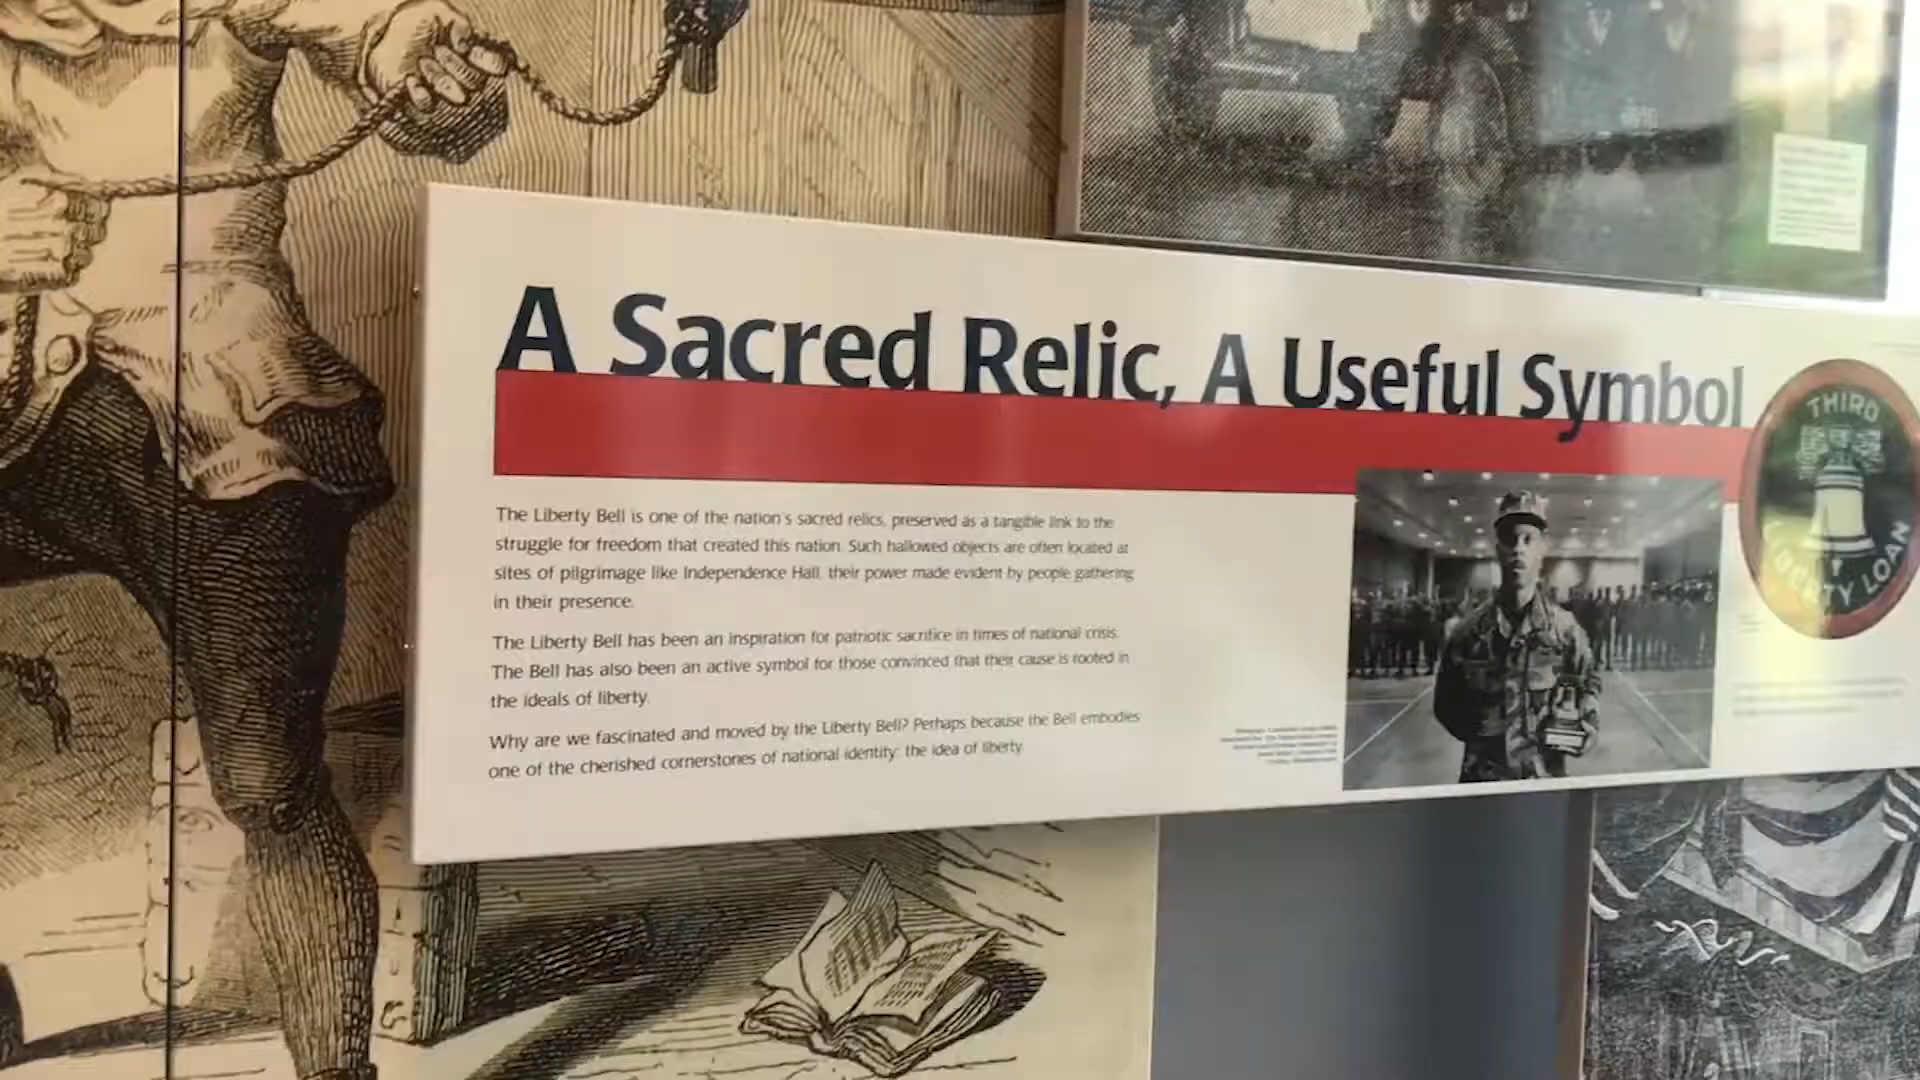 A Sacred Relic, A Useful Symbol
THIRD
LIBERTY LOAN
The Liberty Bell is one of the nation's sacred relics, preserved as a tangible link to the
struggle for freedom that created this nation. Such hallowed objects are often located at
sites of pilgrimage like Independence Hall, their power made evident by people gathering
in their presence.
The Liberty Bell has been an inspiration for patriotic sacrifice in times of national crisis.
The Bell has also been an active symbol for those convinced that their cause is rooted in
the ideals of liberty.
Why are we fascinated and moved by the Liberty Bell? Perhaps because the Bell embodies
one of the cherished cornerstones of national identity: the idea of liberty.